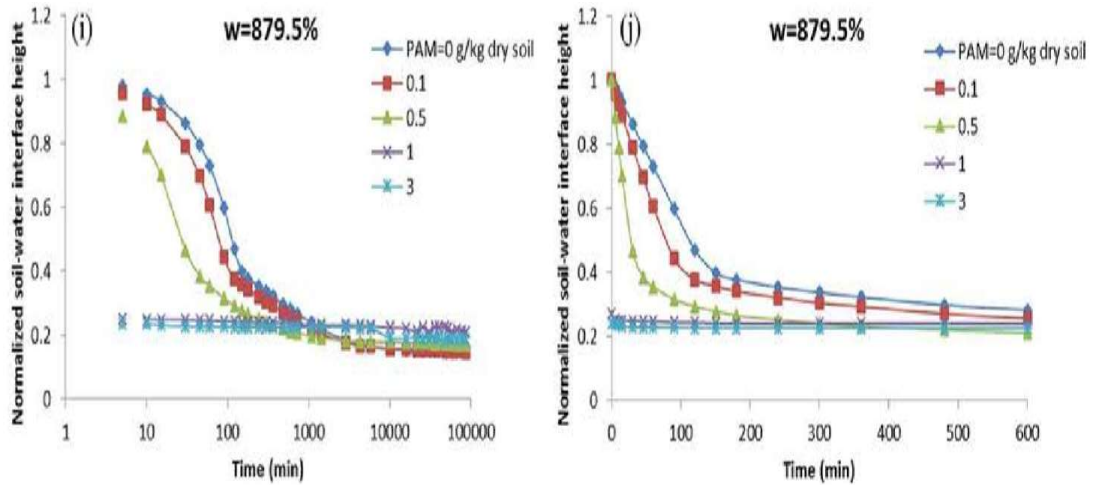 (i)
w=879.5%
PAM=0 g/kg dry soil
0.1
0.5
1
3
Normalized soil-water interface height
1.2
1
0.8
0.6
0.4
0.2
0
1 10 100 1000 10000 100000
Time (min)
(j)
w=879.5%
PAM=0 g/kg dry soil
0.1
0.5
1
3
Normalized soil-water interface height
1.2
1
0.8
0.6
0.4
0.2
0
0 100 200 300 400 500 600
Time (min)